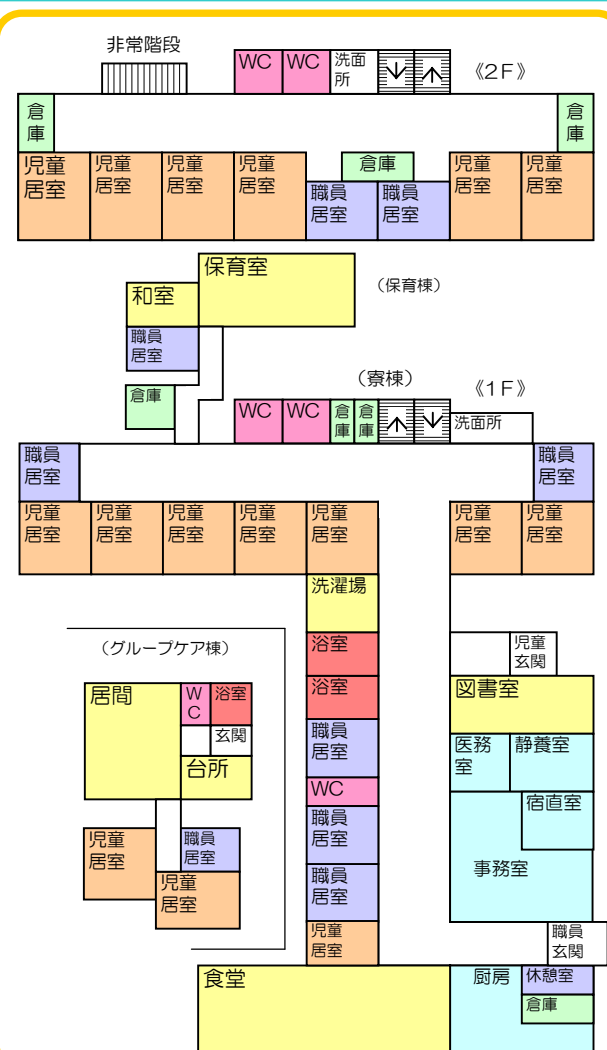 非常階段
WC
WC
洗面
所
《2F》
倉
庫
倉
庫
児童
居室
児童
居室
児童
居室
児童
居室
倉庫
職員
居室
職員
居室
児童
居室
児童
居室
保育室
(保育棟)
和室
職員
居室
倉庫
(寮棟)
《1F》
WC
WC
倉
庫
倉
庫
洗面所
職員
居室
職員
居室
児童
居室
児童
居室
児童
居室
児童
居室
児童
居室
児童
居室
児童
居室
洗濯場
浴室
浴室
職員
居室
WC
職員
居室
職員
居室
児童
居室
(グループケア棟)
居間
W
C
浴室
玄関
台所
児童
居室
職員
居室
児童
居室
児童
玄関
図書室
医務
室
静養室
宿直室
事務室
職員
玄関
食堂
厨房
休憩室
倉庫